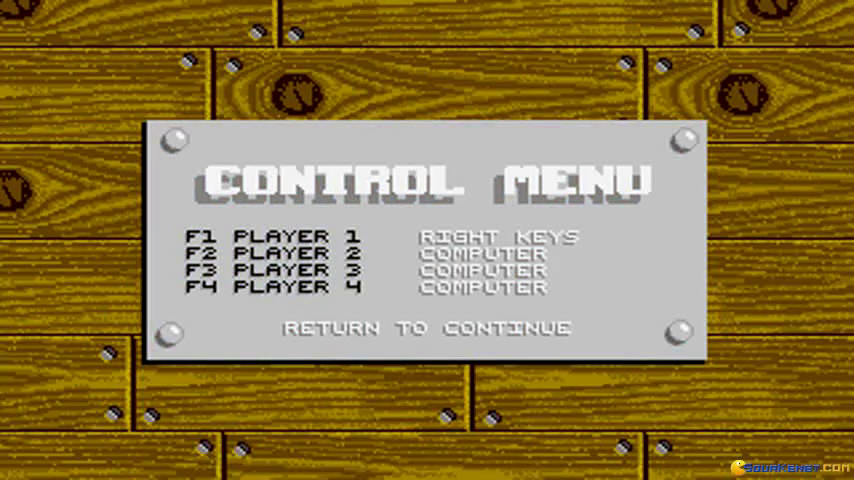 CONTROL MENU
F1 PLAYER 1 RIGHT KEYS
F2 PLAYER 2 COMPUTER
F3 PLAYER 3 COMPUTER
F4 PLAYER 4 COMPUTER
RETURN TO CONTINUE
SQUAKENET.COM